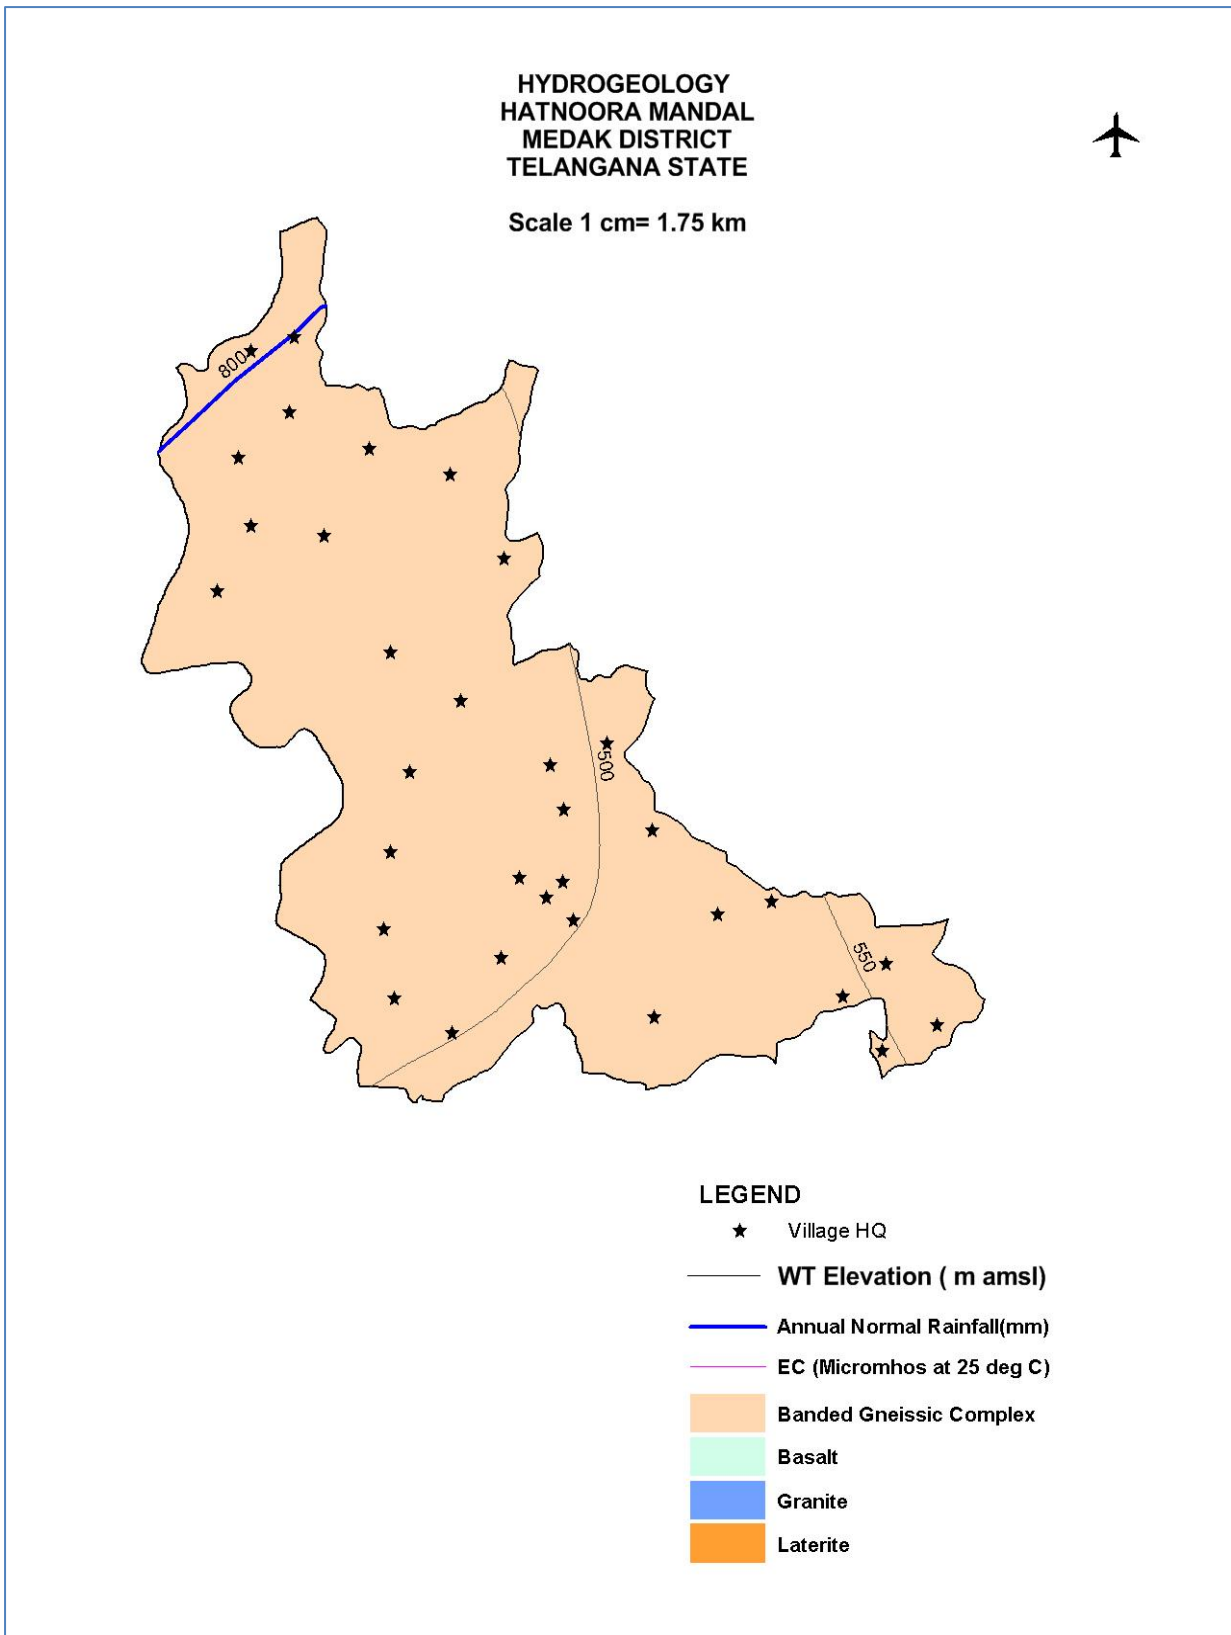 HYDROGEOLOGY
HATNOORA MANDAL
MEDAK DISTRICT
TELANGANA STATE
Scale 1 cm= 1.75 km
800
500
550
LEGEND
Village HQ
WT Elevation ( m amsl)
Annual Normal Rainfall(mm)
EC (Micromhos at 25 deg C)
Banded Gneissic Complex
Basalt
Granite
Laterite